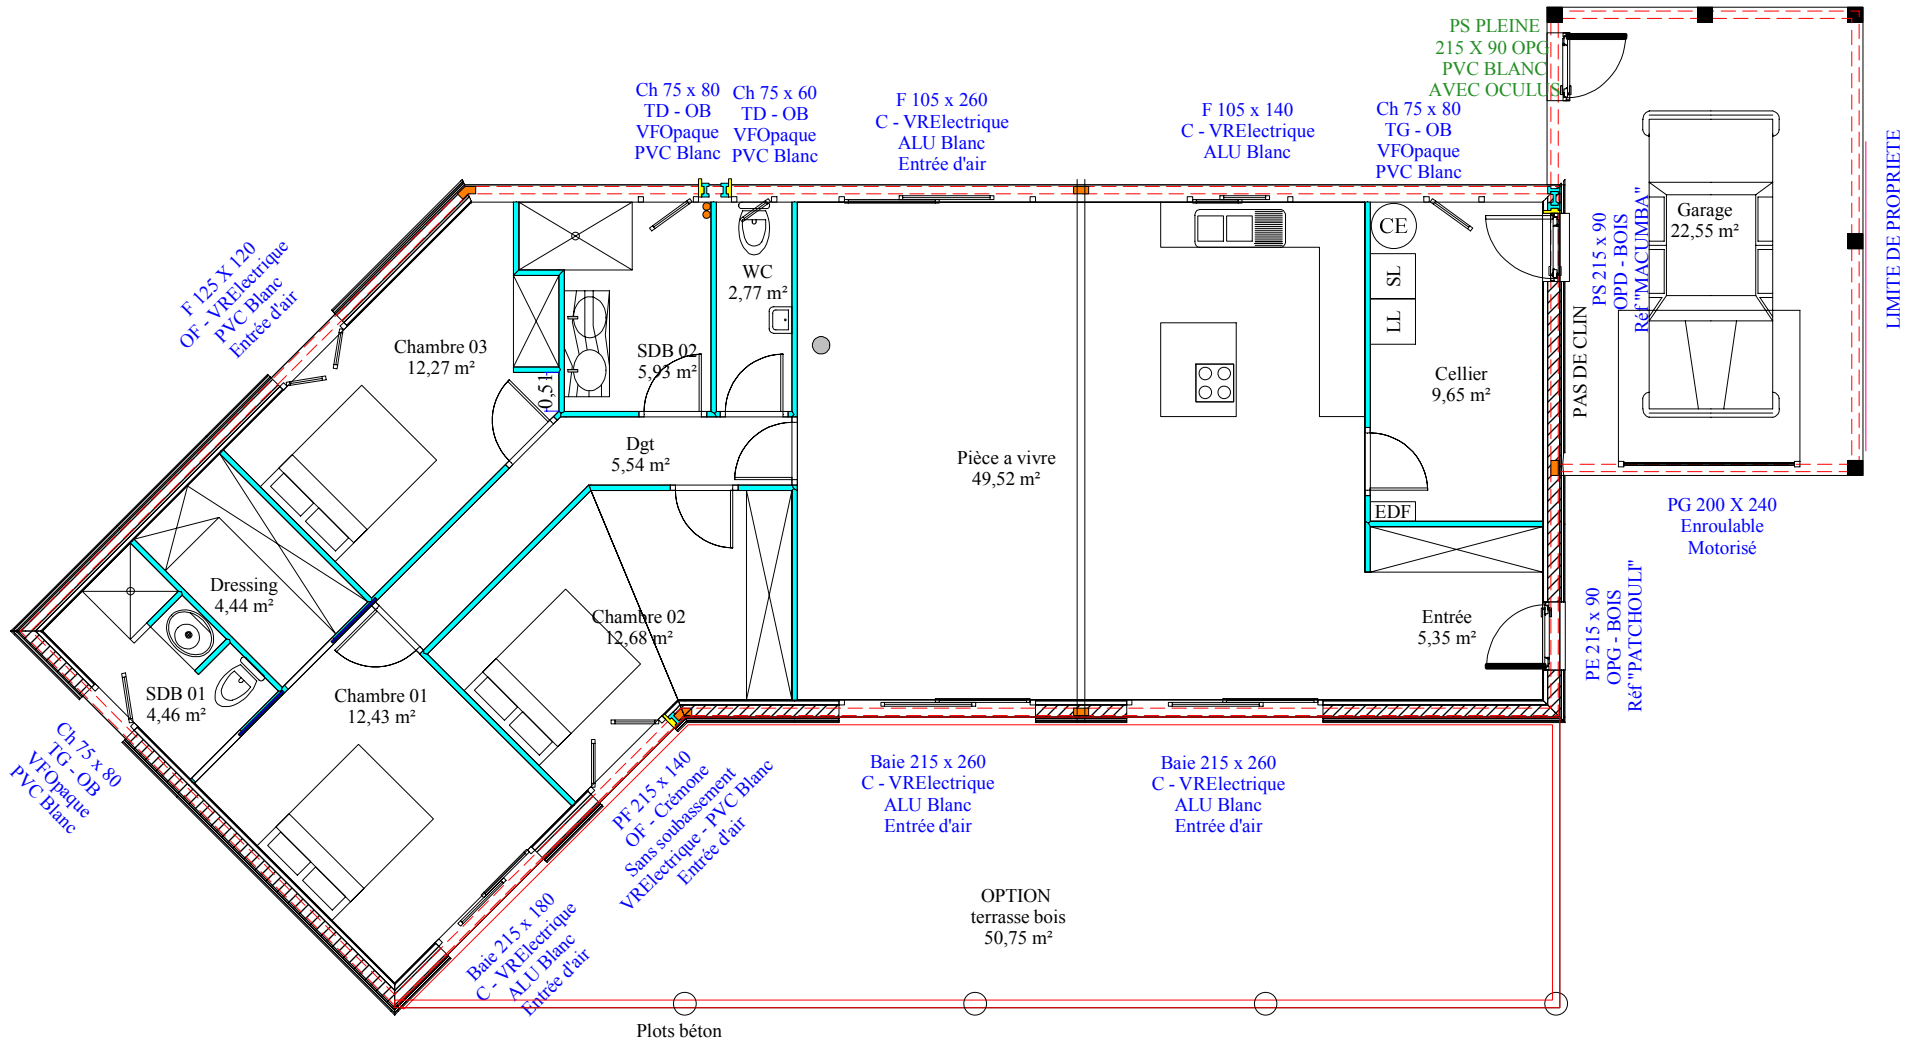 PS PLEINE
215 X 90 OPG
PVC BLANC
AVEC OCULUS
Ch 75 x 80
TD - OB
VFOpaque
PVC Blanc
Ch 75 x 60
TD - OB
VFOpaque
PVC Blanc
F 105 x 260
C - VRElectrique
ALU Blanc
Entrée d'air
F 105 x 140
C - VRElectrique
ALU Blanc
Ch 75 x 80
TG - OB
VFOpaque
PVC Blanc
LIMITE DE PROPRIETE
F 125 X 120
OF - VRElectrique
PVC Blanc
Entrée d'air
PS 215 x 90
OPD - BOIS
Réf "MACUMBA"
Garage
22,55 m²
CE
SL
LL
WC
2,77 m²
Chambre 03
12,27 m²
SDB 02
5,93 m²
0,51
Cellier
9,65 m²
PAS DE CLIN
Dgt
5,54 m²
Pièce a vivre
49,52 m²
EDF
PG 200 X 240
Enroulable
Motorisé
Dressing
4,44 m²
Chambre 02
12,68 m²
Entrée
5,35 m²
PE 215 x 90
OPG - BOIS
Réf "PATCHOULI"
SDB 01
4,46 m²
Chambre 01
12,43 m²
Ch 75 x 80
TG - OB
VFOpaque
PVC Blanc
PF 215 x 140
OF - Crémone
Sans soubassement
VRElectrique - PVC Blanc
Entrée d'air
Baie 215 x 260
C - VRElectrique
ALU Blanc
Entrée d'air
Baie 215 x 260
C - VRElectrique
ALU Blanc
Entrée d'air
Baie 215 x 180
C - VRElectrique
ALU Blanc
Entrée d'air
OPTION
terrasse bois
50,75 m²
Plots béton